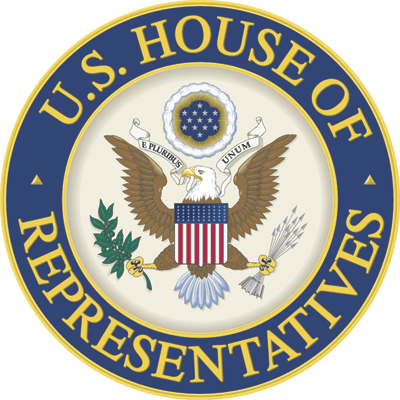 U.S. HOUSE OF
REPRESENTATIVES
E PLURIBUS
UNUM